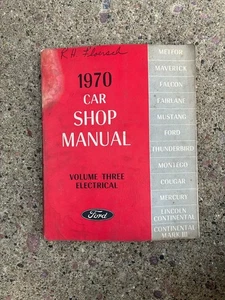 R.H.
1970
CAR
SHOP
MANUAL
VOLUME THREE
ELECTRICAL
Ford
METEOR
MAVERICK
FALCON
FAIRLANE
MUSTANG
FORD
THUNDERBIRD
MONTEGO
COUGAR
MERCURY
LINCOLN
CONTINENTAL
CONTINENTAL
MARK III